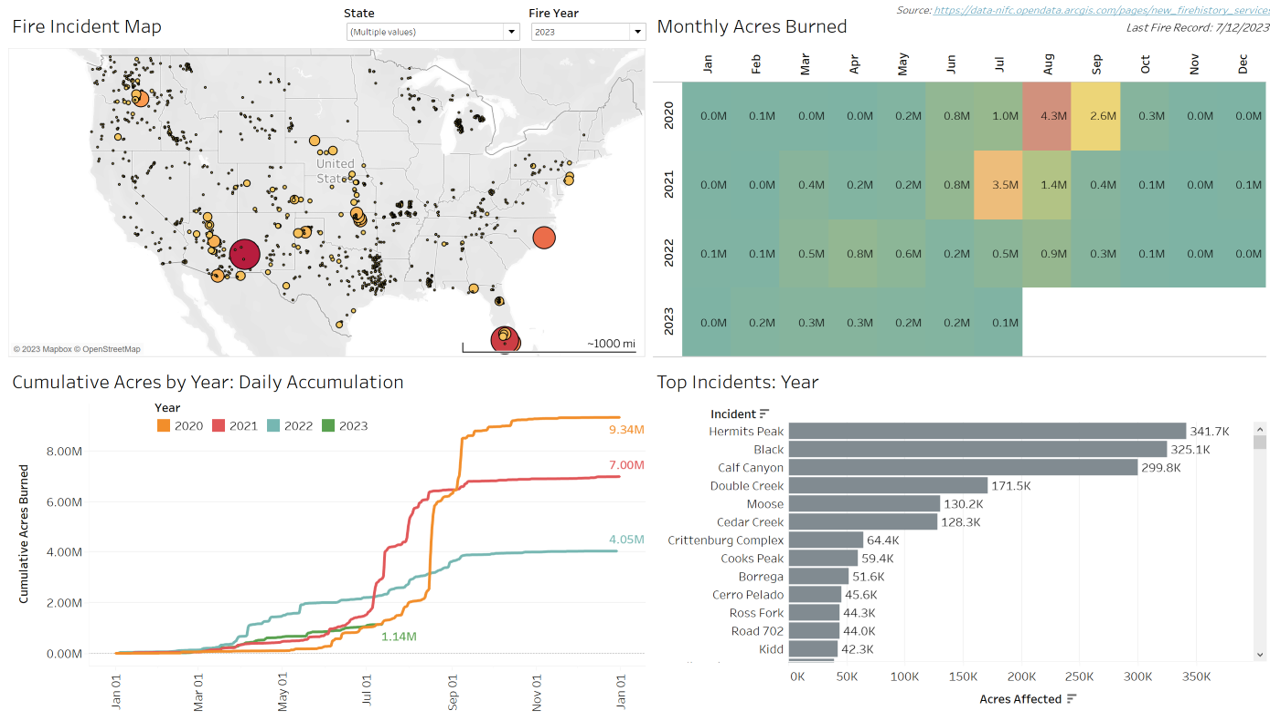 Fire Incident Map
State
(Multiple values)
Fire Year
2023
United
States
© 2023 Mapbox © OpenStreetMap
~1000 mi
Source: https://data-nifc.opendata.arcgis.com/pages/new_firehistory_services
Monthly Acres Burned
Last Fire Record: 7/12/2023
Jan Feb Mar Apr May Jun Jul Aug Sep Oct Nov Dec
2020 0.0M 0.1M 0.0M 0.0M 0.2M 0.8M 1.0M 4.3M 2.6M 0.3M 0.0M 0.0M
2021 0.0M 0.0M 0.4M 0.2M 0.2M 0.8M 3.5M 1.4M 0.4M 0.1M 0.0M 0.1M
2022 0.1M 0.1M 0.5M 0.8M 0.6M 0.2M 0.5M 0.9M 0.3M 0.1M 0.0M 0.0M
2023 0.0M 0.2M 0.3M 0.3M 0.2M 0.2M 0.1M
Cumulative Acres by Year: Daily Accumulation
Year
2020 2021 2022 2023
Cumulative Acres Burned
8.00M
6.00M
4.00M
2.00M
0.00M
9.34M
7.00M
4.05M
1.14M
Jan 01 Mar 01 May 01 Jul 01 Sep 01 Nov 01 Jan 01
Top Incidents: Year
Incident
Hermits Peak 341.7K
Black 325.1K
Calf Canyon 299.8K
Double Creek 171.5K
Moose 130.2K
Cedar Creek 128.3K
Crittenburg Complex 64.4K
Cooks Peak 59.4K
Borrega 51.6K
Cerro Pelado 45.6K
Ross Fork 44.3K
Road 702 44.0K
Kidd 42.3K
0K 50K 100K 150K 200K 250K 300K 350K
Acres Affected